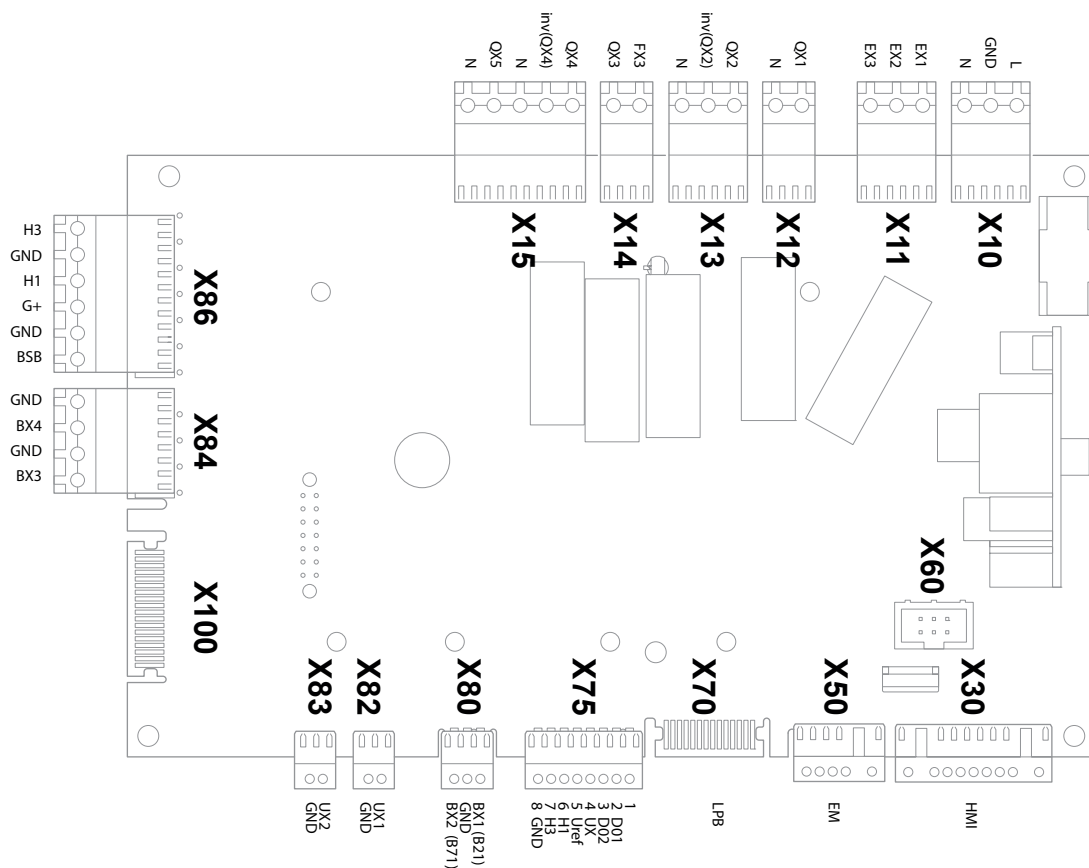 N
QX5
N
inv(QX4)
QX4
QX3
FX3
N
inv(QX2)
QX2
N
QX1
EX3
EX2
EX1
N
GND
L
X15
X14
X13
X12
X11
X10
H3
GND
H1
G+
GND
BSB
X86
GND
BX4
GND
BX3
X84
X100
X60
X83
X82
X80
X75
X70
X50
X30
UX2
GND
UX1
GND
BX1 (B21)
GND
BX2 (B71)
1
2 D01
3 D02
4 UX
5 Uref
6 H1
7 H3
8 GND
LPB
EM
HMI